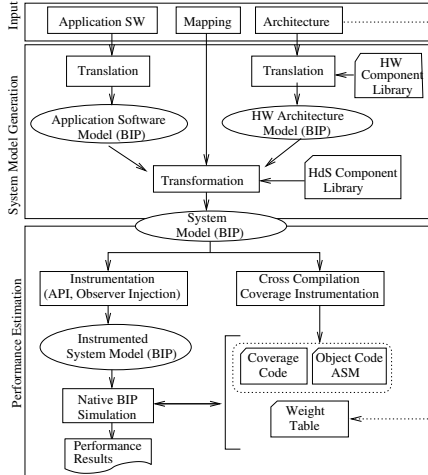 Input
Application SW
Mapping
Architecture
System Model Generation
Translation
Translation
HW
Component
Library
Application Software
Model (BIP)
HW Architecture
Model (BIP)
Transformation
HdS Component
Library
System
Model (BIP)
Performance Estimation
Instrumentation
(API, Observer Injection)
Cross Compilation
Coverage Instrumentation
Instrumented
System Model (BIP)
Coverage
Code
Object Code
ASM
Native BIP
Simulation
Weight
Table
Performance
Results